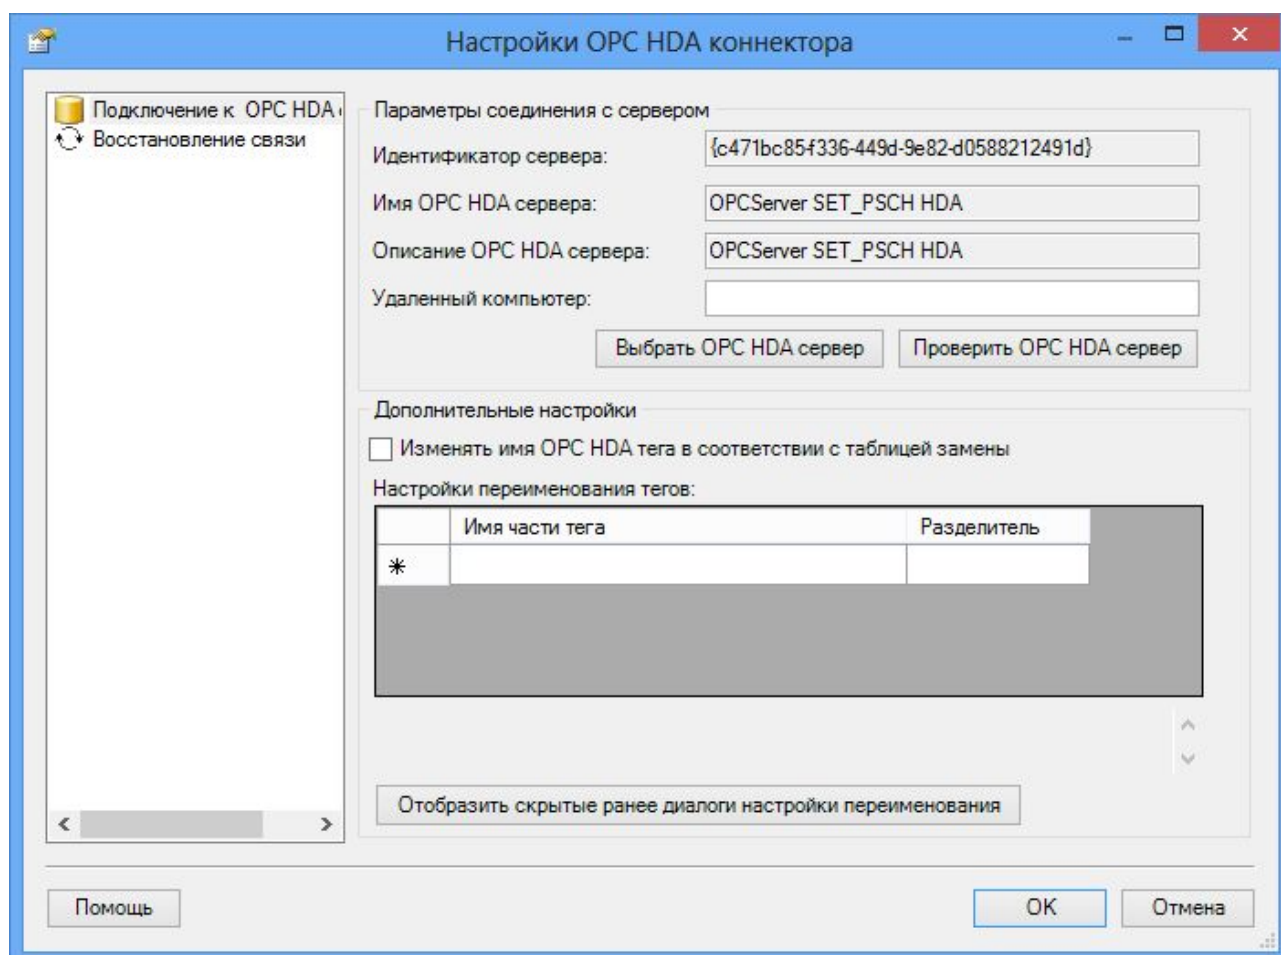 Настройки OPC HDA коннектора
Подключение к OPC HDA
Восстановление связи
Параметры соединения с сервером
Идентификатор сервера:
{c471bc85-f336-449d-9e82-d0588212491d}
Имя OPC HDA сервера:
OPCServer SET_PSCH HDA
Описание OPC HDA сервера:
OPCServer SET_PSCH HDA
Удаленный компьютер:
Выбрать OPC HDA сервер
Проверить OPC HDA сервер
Дополнительные настройки
Изменять имя OPC HDA тега в соответствии с таблицей замены
Настройки переименования тегов:
Имя части тега
Разделитель
Отобразить скрытые ранее диалоги настройки переименования
Помощь
OK
Отмена